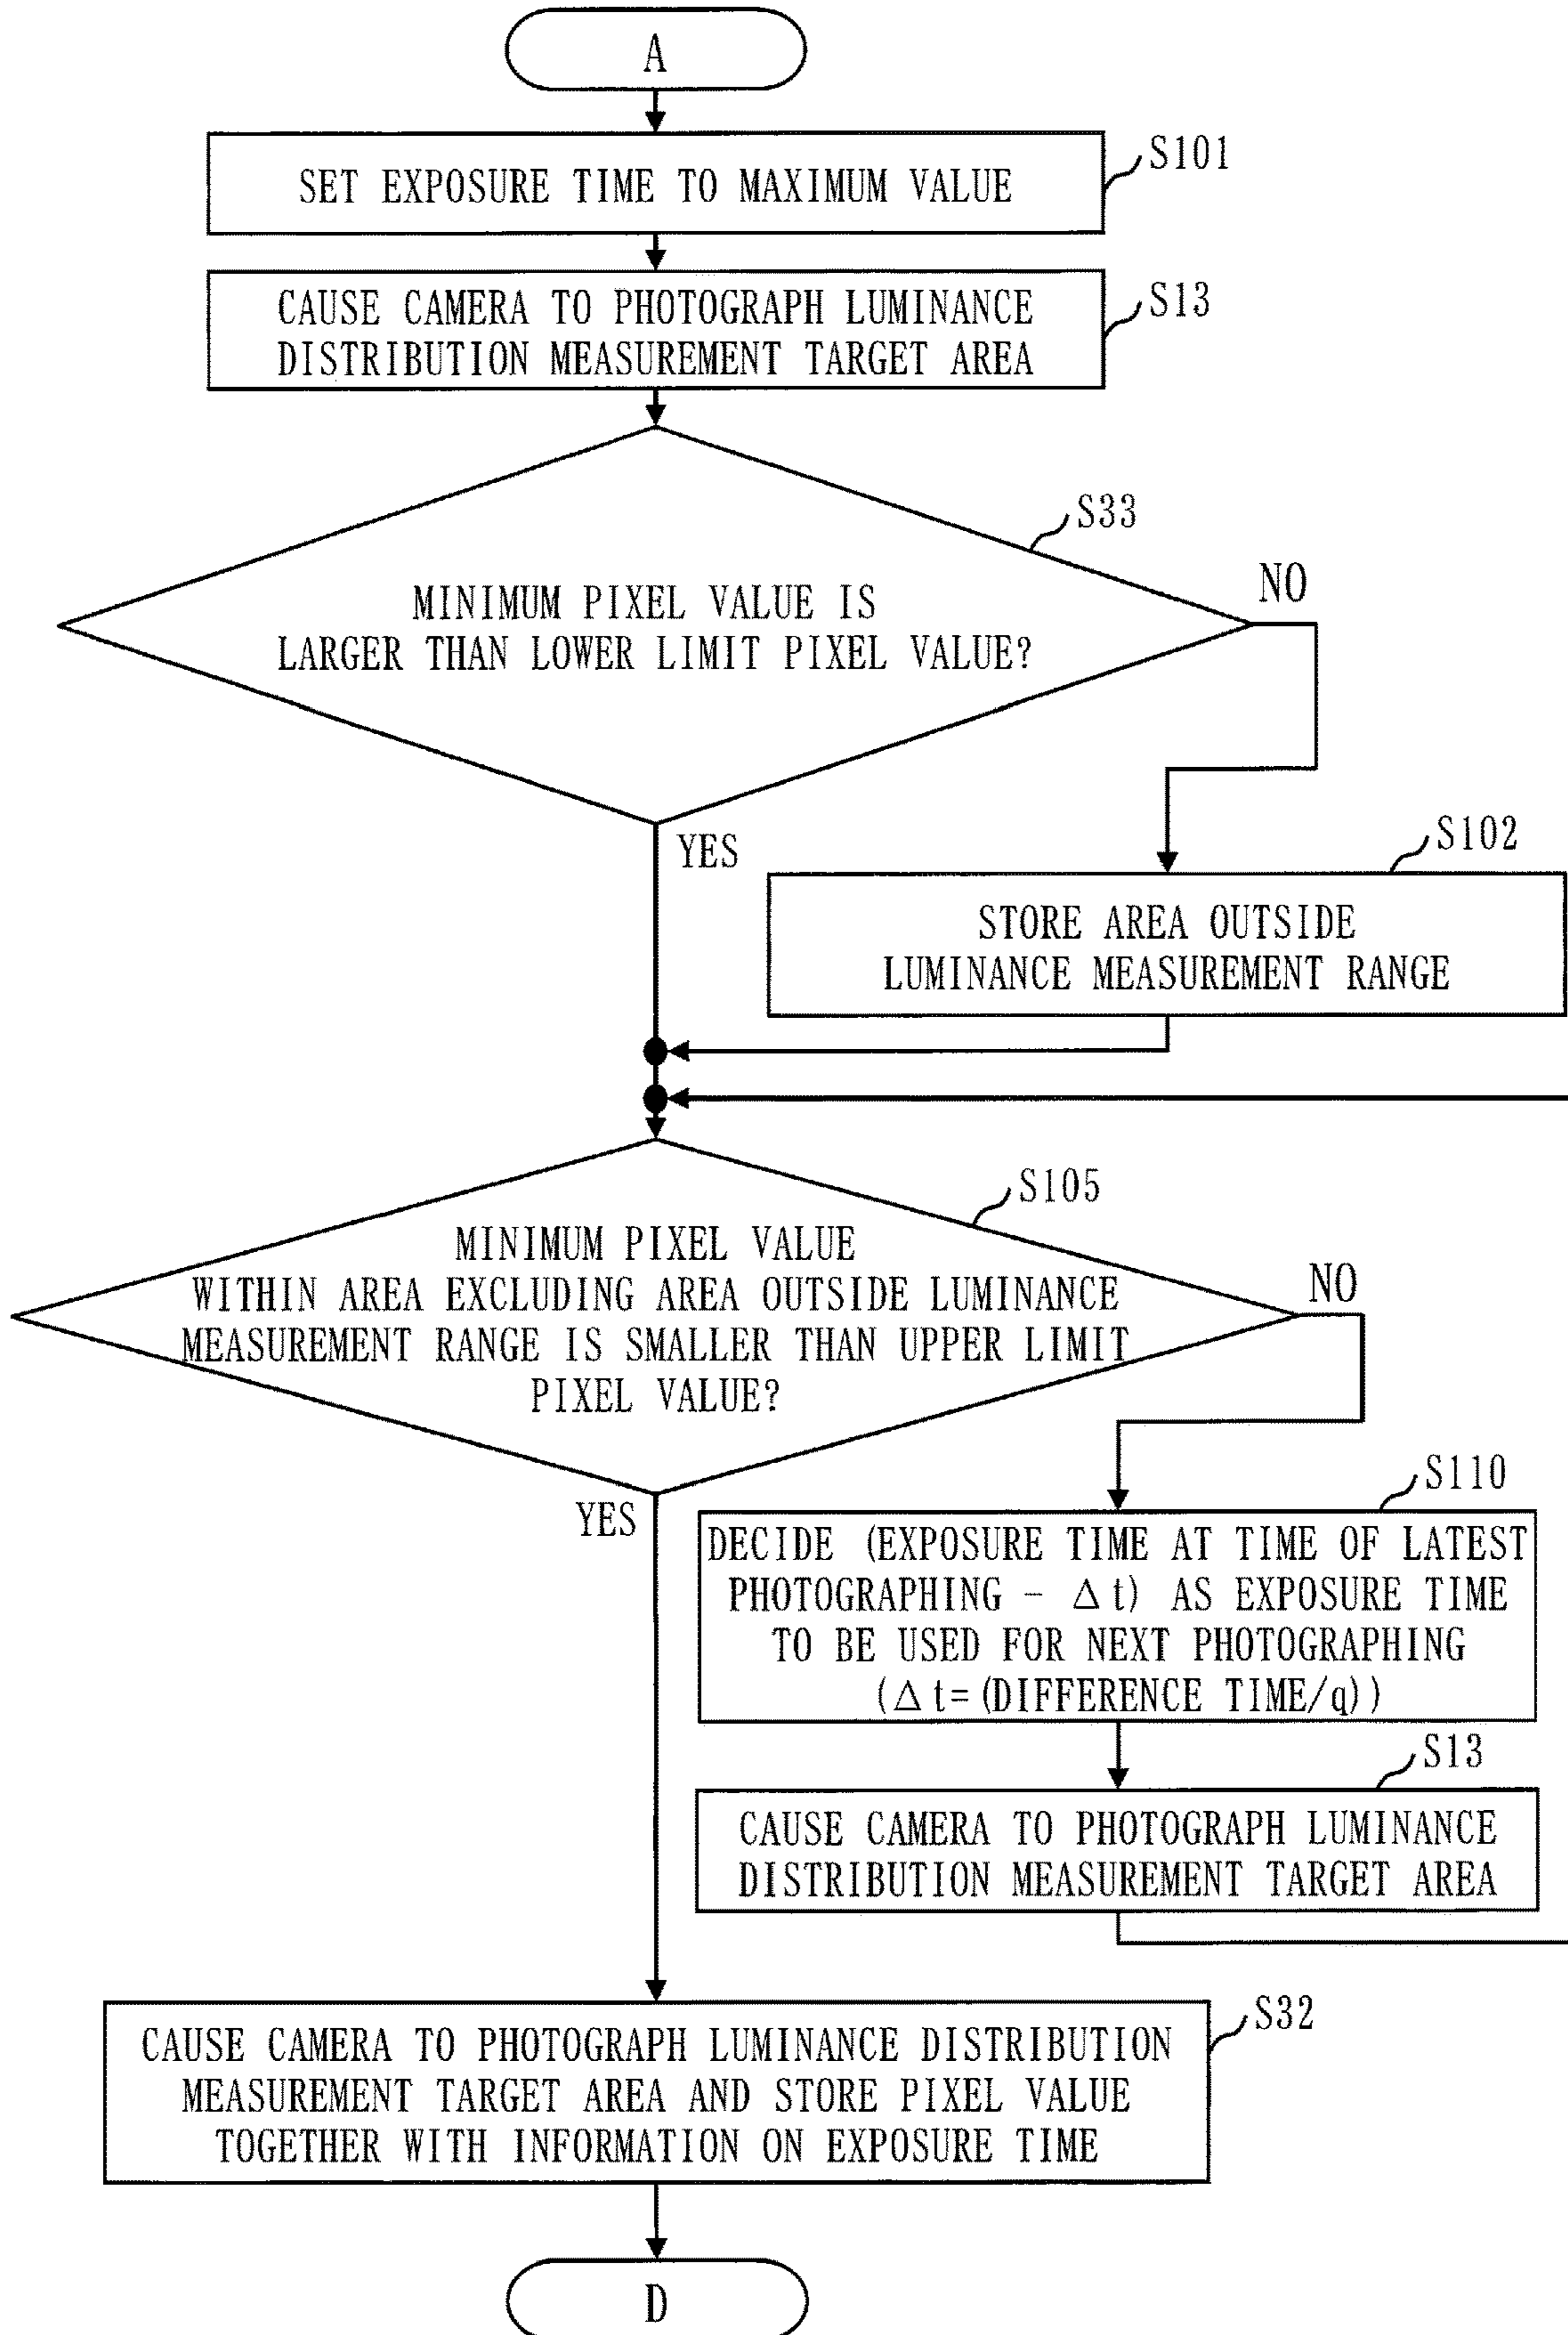 A
S101
SET EXPOSURE TIME TO MAXIMUM VALUE
S13
CAUSE CAMERA TO PHOTOGRAPH LUMINANCE
DISTRIBUTION MEASUREMENT TARGET AREA
S33
MINIMUM PIXEL VALUE IS
LARGER THAN LOWER LIMIT PIXEL VALUE?
NO
YES
S102
STORE AREA OUTSIDE
LUMINANCE MEASUREMENT RANGE
S105
MINIMUM PIXEL VALUE
WITHIN AREA EXCLUDING AREA OUTSIDE LUMINANCE
MEASUREMENT RANGE IS SMALLER THAN UPPER LIMIT
PIXEL VALUE?
NO
YES
S110
DECIDE (EXPOSURE TIME AT TIME OF LATEST
PHOTOGRAPHING - Δt) AS EXPOSURE TIME
TO BE USED FOR NEXT PHOTOGRAPHING
(Δt=(DIFFERENCE TIME/q))
S13
CAUSE CAMERA TO PHOTOGRAPH LUMINANCE
DISTRIBUTION MEASUREMENT TARGET AREA
S32
CAUSE CAMERA TO PHOTOGRAPH LUMINANCE DISTRIBUTION
MEASUREMENT TARGET AREA AND STORE PIXEL VALUE
TOGETHER WITH INFORMATION ON EXPOSURE TIME
D